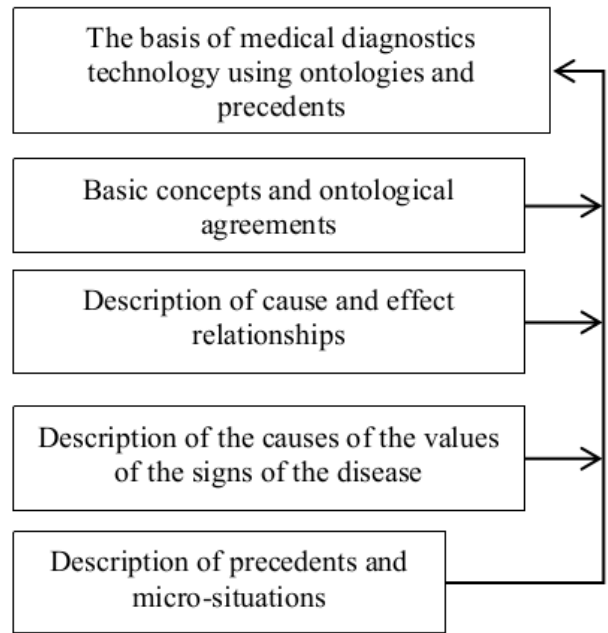 The basis of medical diagnostics
technology using ontologies and
precedents
Basic concepts and ontological
agreements
Description of cause and effect
relationships
Description of the causes of the values
of the signs of the disease
Description of precedents and
micro-situations